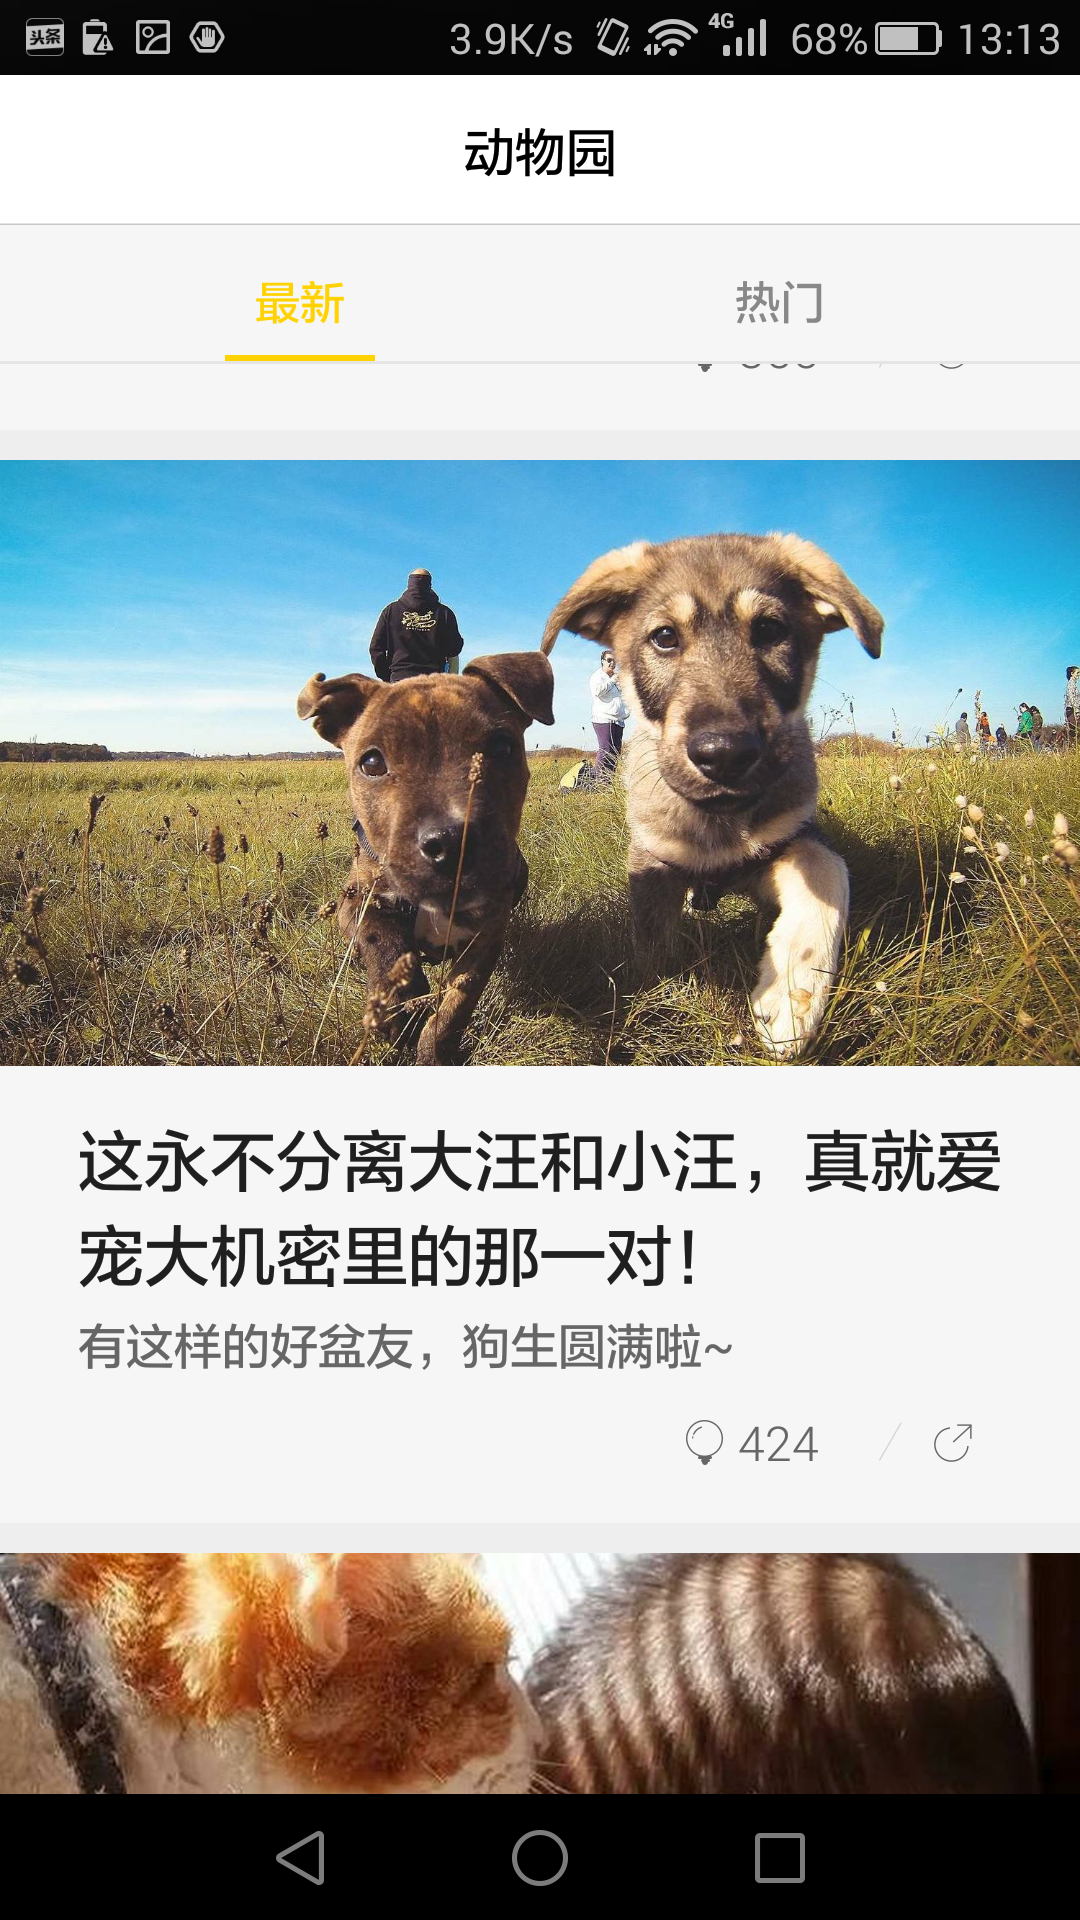 头条 3.9K/s 4G 68% 13:13
动物园
最新 热门
这永不分离大汪和小汪，真就爱
宠大机密里的那一对！
有这样的好盆友，狗生圆满啦~
424